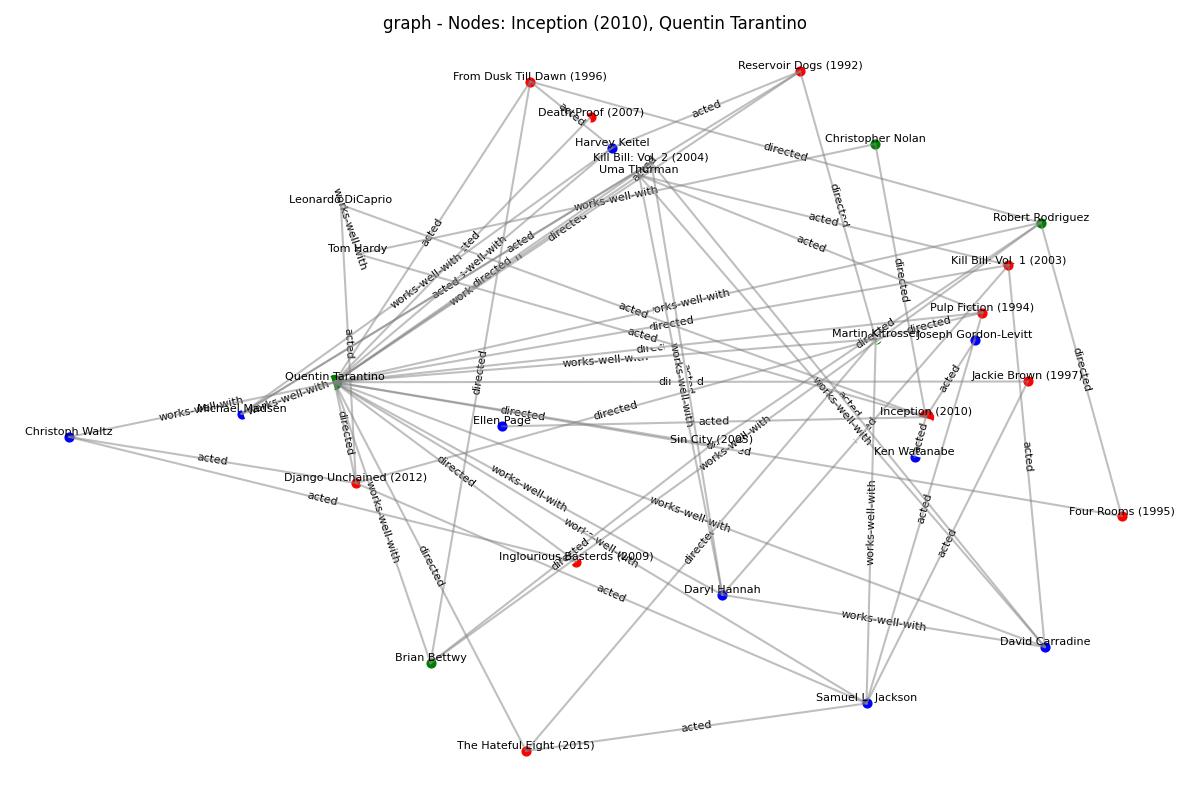 graph - Nodes: Inception (2010), Quentin Tarantino
From Dusk Till Dawn (1996)
Reservoir Dogs (1992)
Death Proof (2007)
acted
acted
Harvey Keitel
Christopher Nolan
directed
Kill Bill: Vol. 2 (2004)
Uma Thurman
works-well-with
Leonardo DiCaprio
works-well-with
directed
acted
Robert Rodriguez
directed
acted
acted
acted
Tom Hardy
Kill Bill: Vol. 1 (2003)
works-well-with
directed
acted
directed
works-well-with
acted
Pulp Fiction (1994)
directed
directed
acted
Martin Kitrosser
Joseph Gordon-Levitt
directed
acted
works-well-with
directed
directed
Quentin Tarantino
works-well-with
acted
Jackie Brown (1997)
works-well-with
works-well-with
Michael Madsen
directed
directed
acted
works-well-with
Inception (2010)
Christoph Waltz
Ellen Page
acted
directed
Sin City (2005)
works-well-with
acted
Ken Watanabe
acted
acted
directed
Django Unchained (2012)
works-well-with
acted
works-well-with
works-well-with
acted
Four Rooms (1995)
works-well-with
works-well-with
acted
directed
Inglourious Basterds (2009)
directed
directed
acted
Daryl Hannah
works-well-with
David Carradine
Brian Bettwy
Samuel L. Jackson
acted
The Hateful Eight (2015)